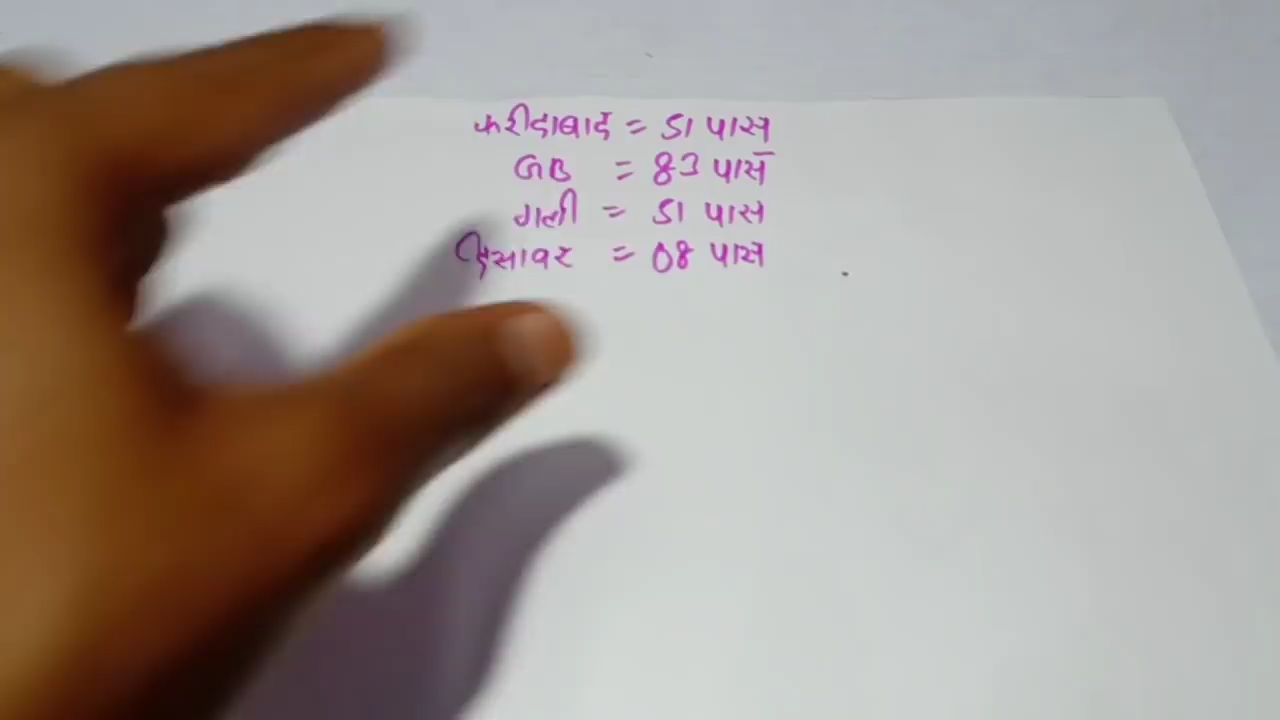 फरीदाबाद = 51 पास
GB = 83 पास
गली = 51 पास
दिसावर = 08 पास